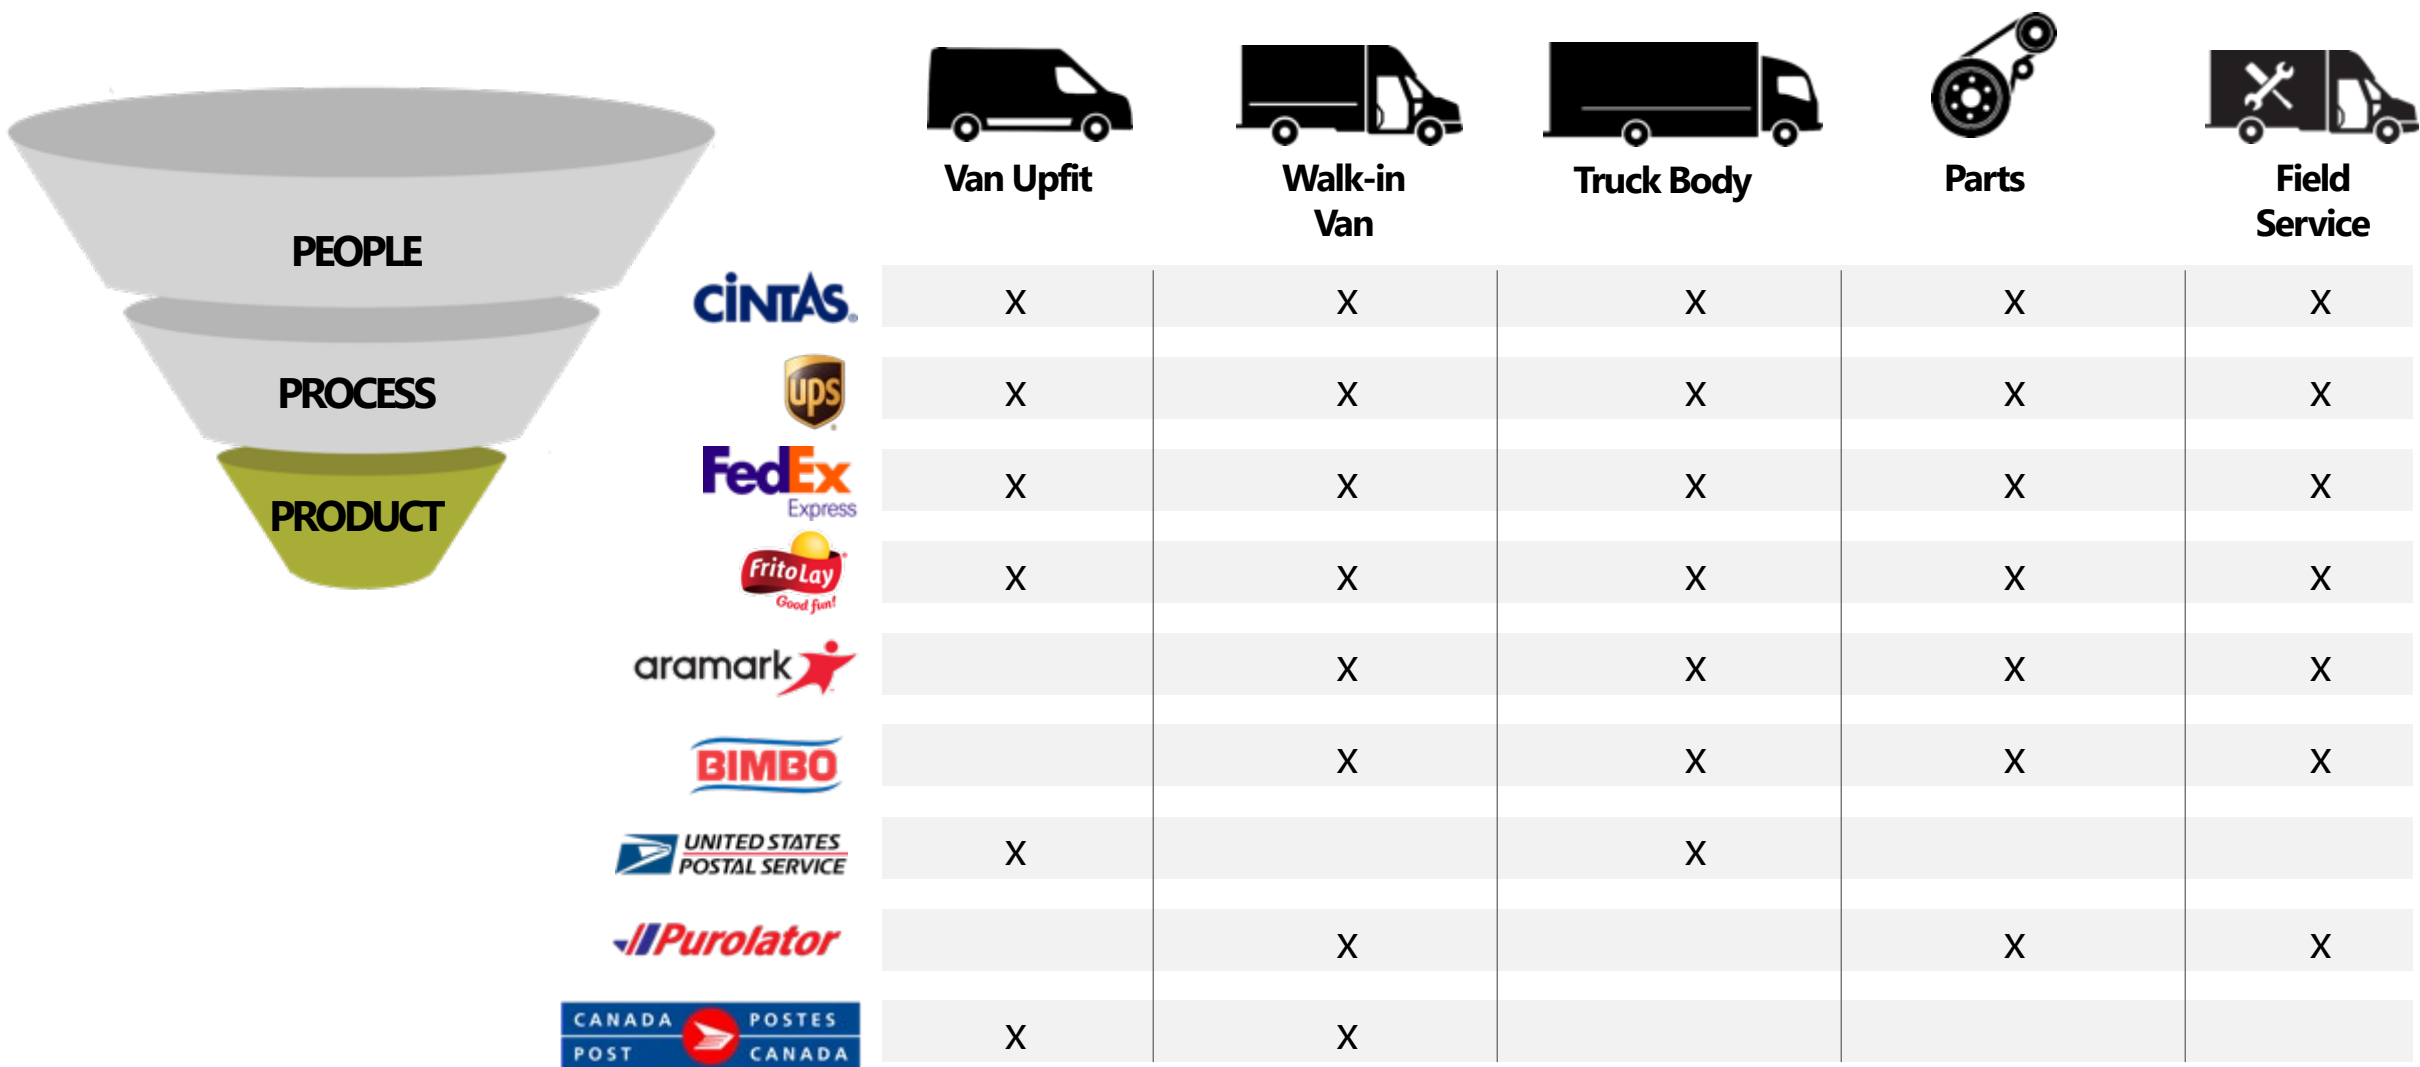 Van Upfit
Walk-in
Van
Truck Body
Parts
Field
Service
PEOPLE
PROCESS
PRODUCT
CINTAS®
X X X X X
ups
X X X X X
FedEx
Express
X X X X X
FritoLay
Good fun!
X X X X X
aramark
X X X X
BIMBO
X X X X
UNITED STATES
POSTAL SERVICE
X X
Purolator
X X X
CANADA POSTES
POST CANADA
X X